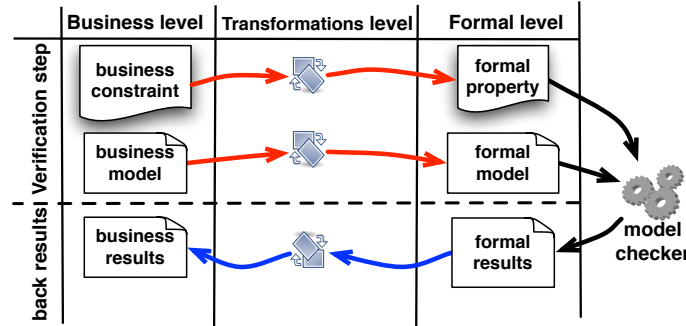 Business level
Transformations level
Formal level
Verification step
business
constraint
formal
property
business
model
formal
model
model
checker
back results
business
results
formal
results